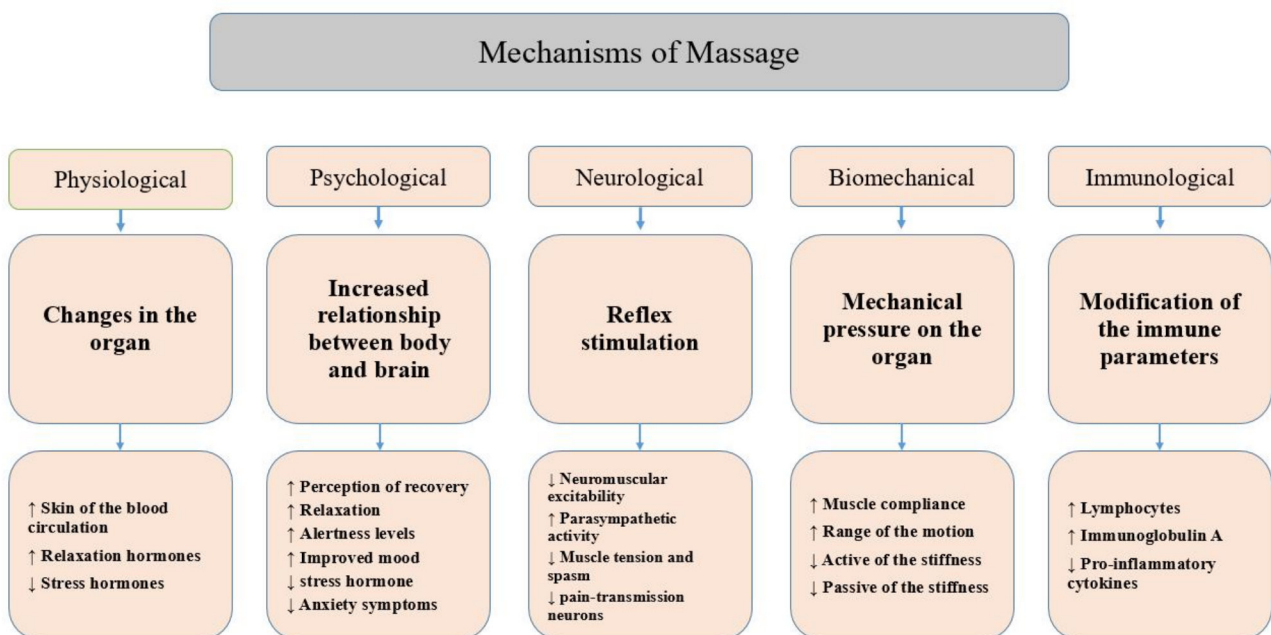 Mechanisms of Massage
Physiological
Psychological
Neurological
Biomechanical
Immunological
Changes in the
organ
Increased
relationship
between body
and brain
Reflex
stimulation
Mechanical
pressure on the
organ
Modification of
the immune
parameters
↑ Skin of the blood
circulation
↑ Relaxation hormones
↓ Stress hormones
↑ Perception of recovery
↑ Relaxation
↑ Alertness levels
↑ Improved mood
↓ stress hormone
↓ Anxiety symptoms
↓ Neuromuscular
excitability
↑ Parasympathetic
activity
↓ Muscle tension and
spasm
↓ pain-transmission
neurons
↑ Muscle compliance
↑ Range of the motion
↓ Active of the stiffness
↓ Passive of the stiffness
↑ Lymphocytes
↑ Immunoglobulin A
↓ Pro-inflammatory
cytokines